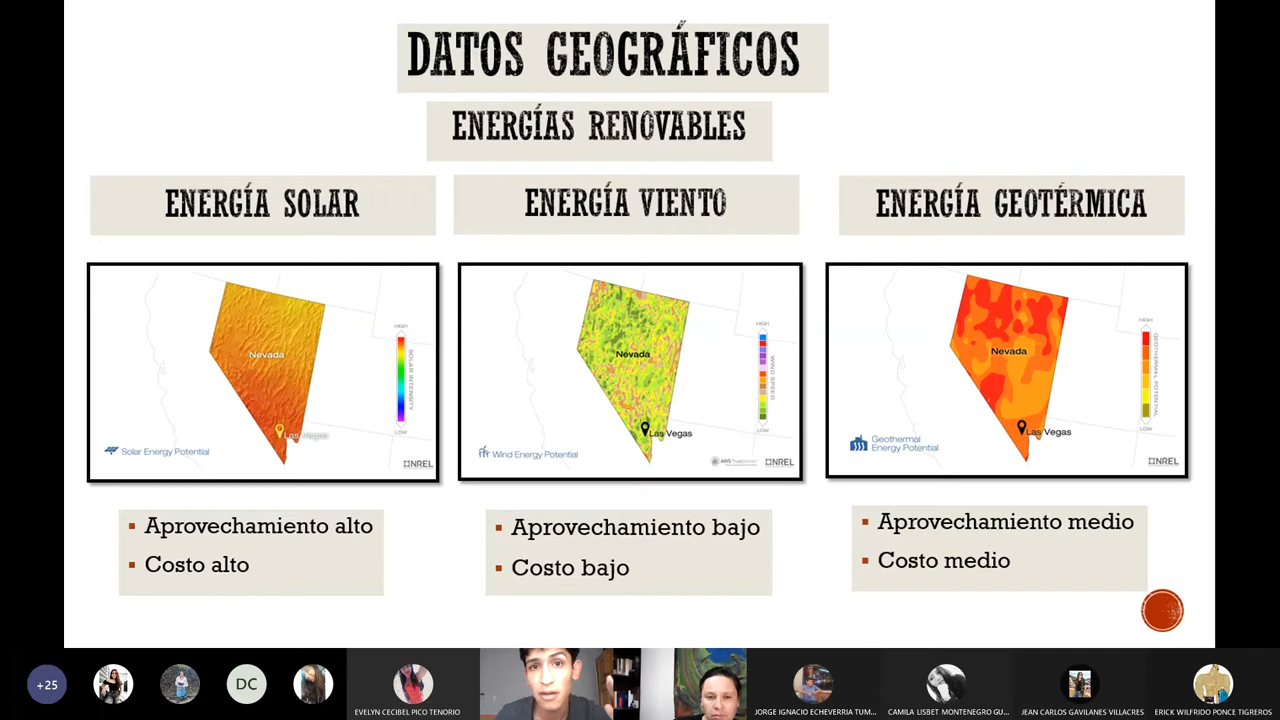 DATOS GEOGRÁFICOS
ENERGÍAS RENOVABLES
ENERGÍA SOLAR
ENERGÍA VIENTO
ENERGÍA GEOTÉRMICA
Nevada
Las Vegas
HIGH
SOLAR INTENSITY
LOW
Solar Energy Potential
NREL
Nevada
Las Vegas
HIGH
WIND SPEED
LOW
Wind Energy Potential
AWS Truepower
NREL
Nevada
Las Vegas
HIGH
GEOTHERMAL POTENTIAL
LOW
Geothermal
Energy Potential
NREL
Aprovechamiento alto
Costo alto
Aprovechamiento bajo
Costo bajo
Aprovechamiento medio
Costo medio
+25
DC
EVELYN CECIBEL PICO TENORIO
JORGE IGNACIO ECHEVERRIA TUM...
CAMILA LISBET MONTENEGRO GU...
JEAN CARLOS GAVILANES VILLACRES
ERICK WILFRIDO PONCE TIGREROS